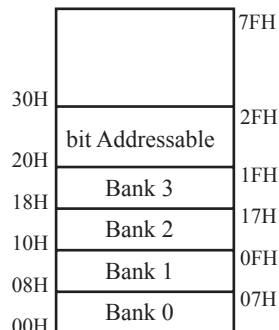 7FH
30H
2FH
bit Addressable
20H
1FH
Bank 3
18H
17H
Bank 2
10H
0FH
Bank 1
08H
07H
Bank 0
00H